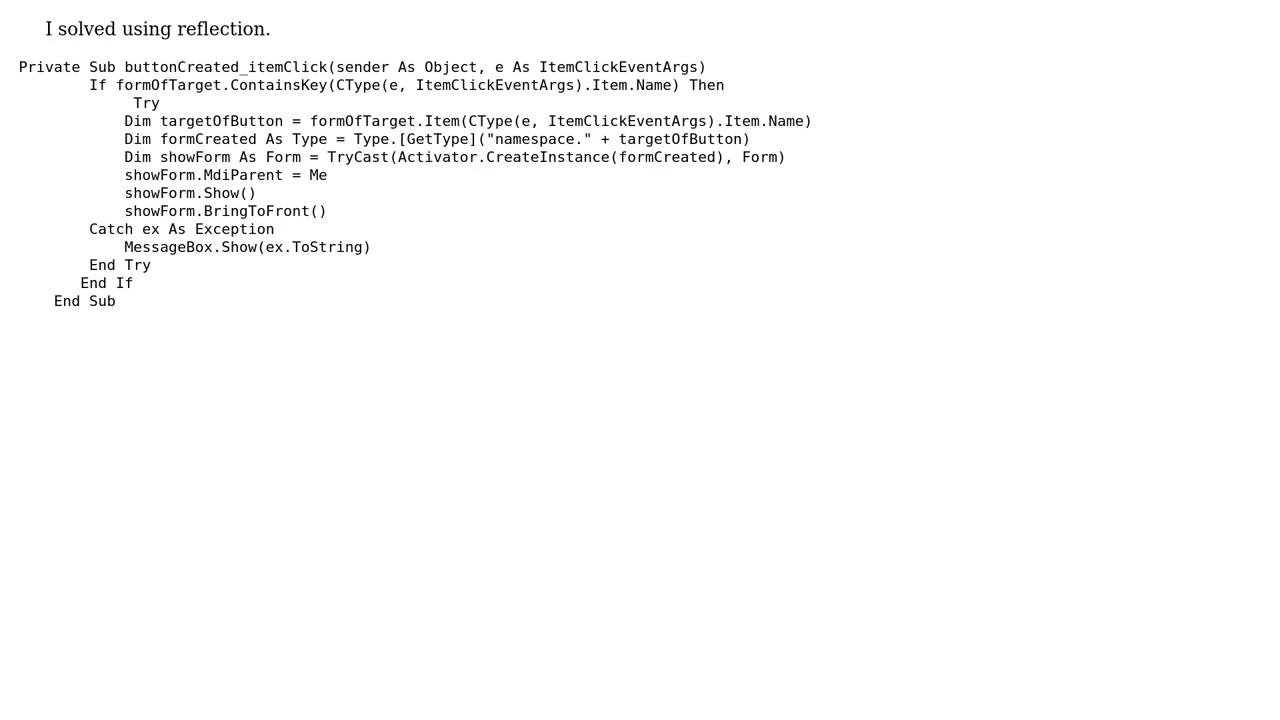 I solved using reflection.
Private Sub buttonCreated_itemClick(sender As Object, e As ItemClickEventArgs)
        If formOfTarget.ContainsKey(CType(e, ItemClickEventArgs).Item.Name) Then
             Try
            Dim targetOfButton = formOfTarget.Item(CType(e, ItemClickEventArgs).Item.Name)
            Dim formCreated As Type = Type.[GetType]("namespace." + targetOfButton)
            Dim showForm As Form = TryCast(Activator.CreateInstance(formCreated), Form)
            showForm.MdiParent = Me
            showForm.Show()
            showForm.BringToFront()
        Catch ex As Exception
            MessageBox.Show(ex.ToString)
        End Try
       End If
    End Sub